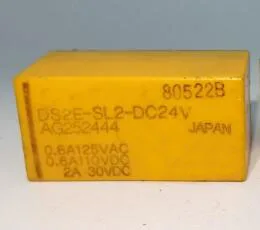 80522B
DS2E-SL2-DC24V
AG252444 JAPAN
0.6A125VAC
0.6A110VDC
2A 30VDC